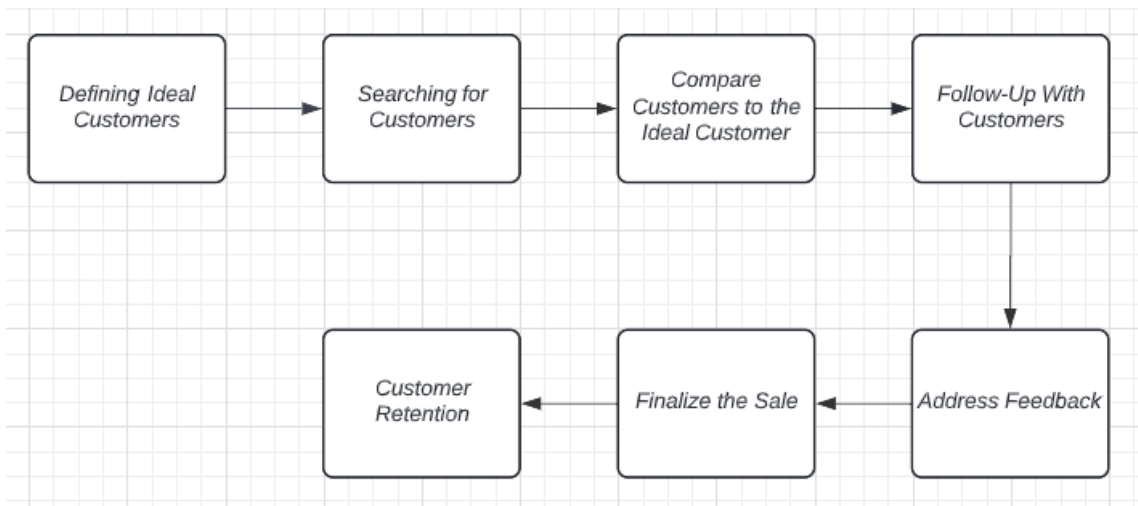 Defining Ideal
Customers
Searching for
Customers
Compare
Customers to the
Ideal Customer
Follow-Up With
Customers
Address Feedback
Finalize the Sale
Customer
Retention